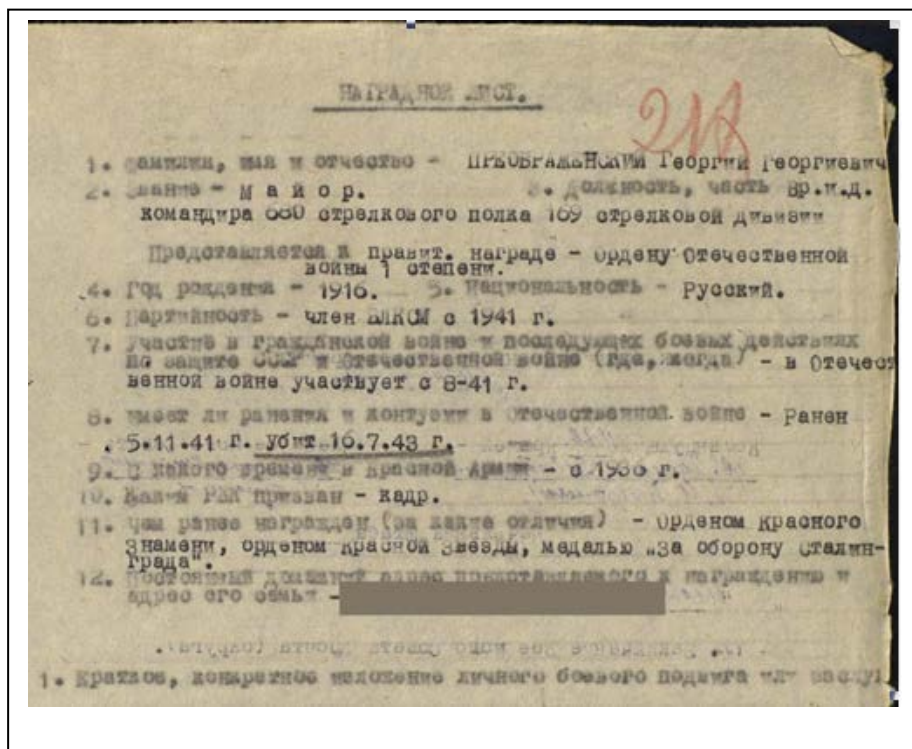 НАГРАДНОЙ ЛИСТ.
218
1. Фамилия, имя и отчество - ПРЕОБРАЖЕНСКИЙ Георгий Георгиевич
2. Звание - М а й о р. 3. Должность, часть Вр.и.д.
командира 680 стрелкового полка 169 стрелковой дивизии
Представляется к правит. награде - Ордену Отечественной
войны 1 степени.
4. Год рождения - 1916. 5. Национальность - Русский.
6. Партийность - член ВЛКСМ с 1941 г.
7. Участие в гражданской войне и последующих боевых действиях
по защите СССР и Отечественной войне (где, когда) - в Отечест
венной войне участвует с 8-41 г.
8. Имеет ли ранения и контузии в Отечественной войне - Ранен
5.11.41 г. убит 16.7.43 г.
9. С какого времени в Красной Армии - с 1936 г.
10. Каким РВК призван - кадр.
11. Чем ранее награжден (за какие отличия) - Орденом Красного
Знамени, орденом Красной Звезды, медалью „За оборону Сталин-
града".
12. Постоянный домашний адрес представляемого к награждению и
адрес его семьи -
1. Краткое, конкретное изложение личного боевого подвига или заслуг